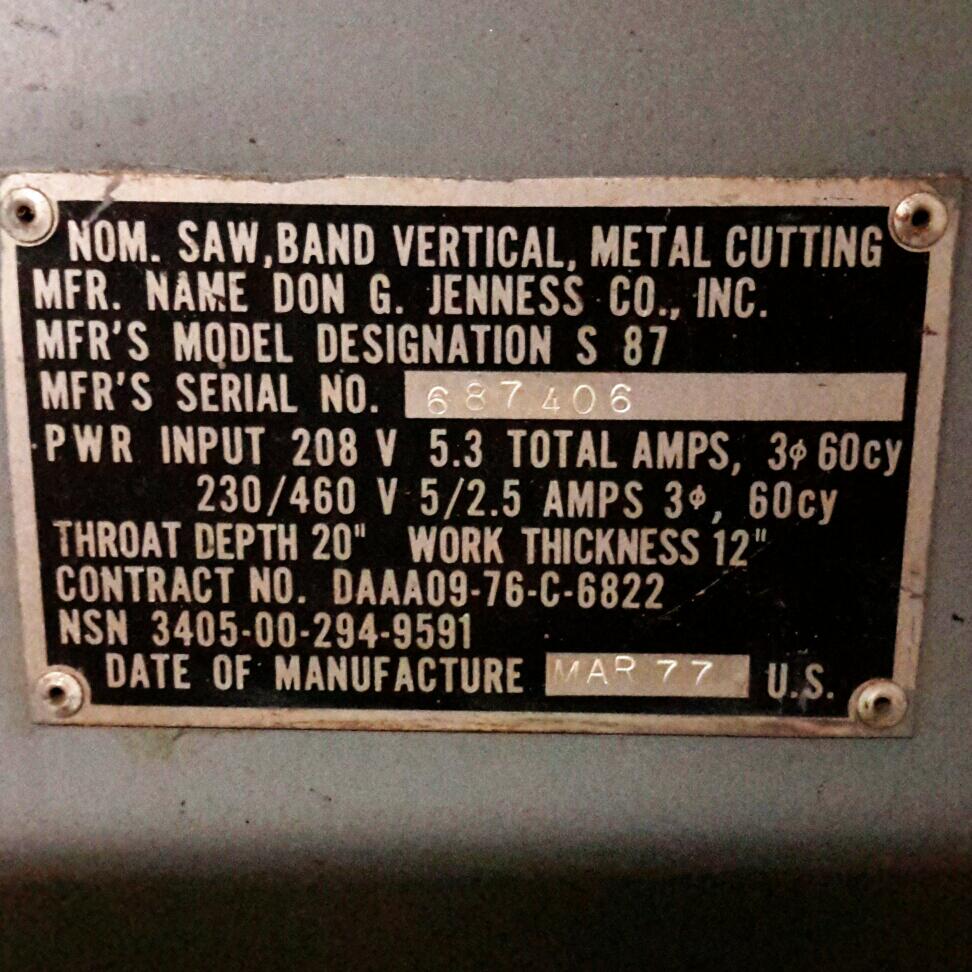 NOM. SAW, BAND VERTICAL, METAL CUTTING
MFR. NAME DON G. JENNESS CO., INC.
MFR'S MODEL DESIGNATION S 87
MFR'S SERIAL NO. 687406
PWR INPUT 208 V 5.3 TOTAL AMPS, 3ϕ 60cy
230/460 V 5/2.5 AMPS 3ϕ, 60cy
THROAT DEPTH 20" WORK THICKNESS 12"
CONTRACT NO. DAAA09-76-C-6822
NSN 3405-00-294-9591
DATE OF MANUFACTURE MAR 77 U.S.